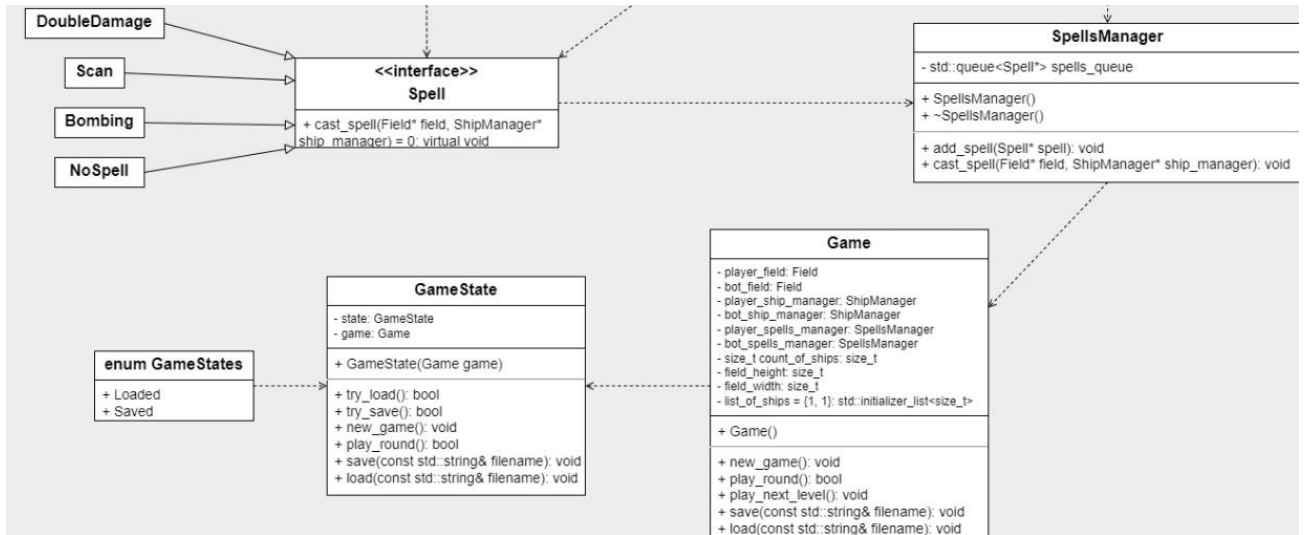 DoubleDamage
Scan
Bombing
NoSpell
<<interface>>
Spell
+ cast_spell(Field* field, ShipManager*
ship_manager) = 0: virtual void
SpellsManager
- std::queue<Spell*> spells_queue
+ SpellsManager()
+ ~SpellsManager()
+ add_spell(Spell* spell): void
+ cast_spell(Field* field, ShipManager* ship_manager): void
Game
- player_field: Field
- bot_field: Field
- player_ship_manager: ShipManager
- bot_ship_manager: ShipManager
- player_spells_manager: SpellsManager
- bot_spells_manager: SpellsManager
- size_t count_of_ships: size_t
- field_height: size_t
- field_width: size_t
- list_of_ships = {1, 1}: std::initializer_list<size_t>
+ Game()
+ new_game(): void
+ play_round(): bool
+ play_next_level(): void
+ save(const std::string& filename): void
+ load(const std::string& filename): void
GameState
- state: GameState
- game: Game
+ GameState(Game game)
+ try_load(): bool
+ try_save(): bool
+ new_game(): void
+ play_round(): bool
+ save(const std::string& filename): void
+ load(const std::string& filename): void
enum GameStates
+ Loaded
+ Saved